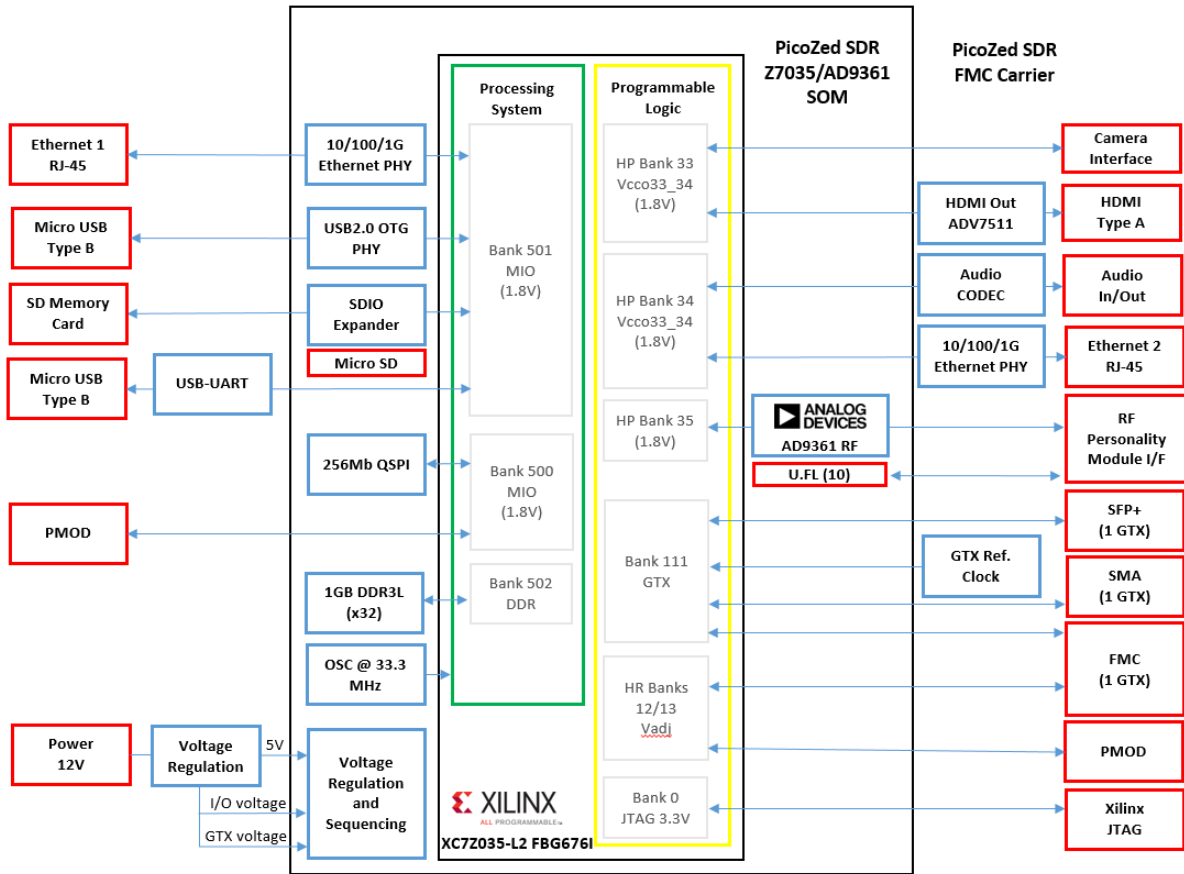 PicoZed SDR
Z7035/AD9361
SOM
PicoZed SDR
FMC Carrier
Processing
System
Programmable
Logic
Ethernet 1
RJ-45
10/100/1G
Ethernet PHY
Micro USB
Type B
USB2.0 OTG
PHY
SD Memory
Card
SDIO
Expander
Micro SD
Micro USB
Type B
USB-UART
Bank 501
MIO
(1.8V)
256Mb QSPI
Bank 500
MIO
(1.8V)
PMOD
1GB DDR3L
(x32)
Bank 502
DDR
OSC @ 33.3
MHz
Power
12V
Voltage
Regulation
5V
I/O voltage
GTX voltage
Voltage
Regulation
and
Sequencing
XILINX
ALL PROGRAMMABLE™
XC7Z035-L2 FBG676I
HP Bank 33
Vcco33_34
(1.8V)
HP Bank 34
Vcco33_34
(1.8V)
HP Bank 35
(1.8V)
Bank 111
GTX
HR Banks
12/13
Vadj
Bank 0
JTAG 3.3V
ANALOG
DEVICES
AD9361 RF
U.FL (10)
Camera
Interface
HDMI Out
ADV7511
HDMI
Type A
Audio
CODEC
Audio
In/Out
10/100/1G
Ethernet PHY
Ethernet 2
RJ-45
RF
Personality
Module I/F
SFP+
(1 GTX)
GTX Ref.
Clock
SMA
(1 GTX)
FMC
(1 GTX)
PMOD
Xilinx
JTAG